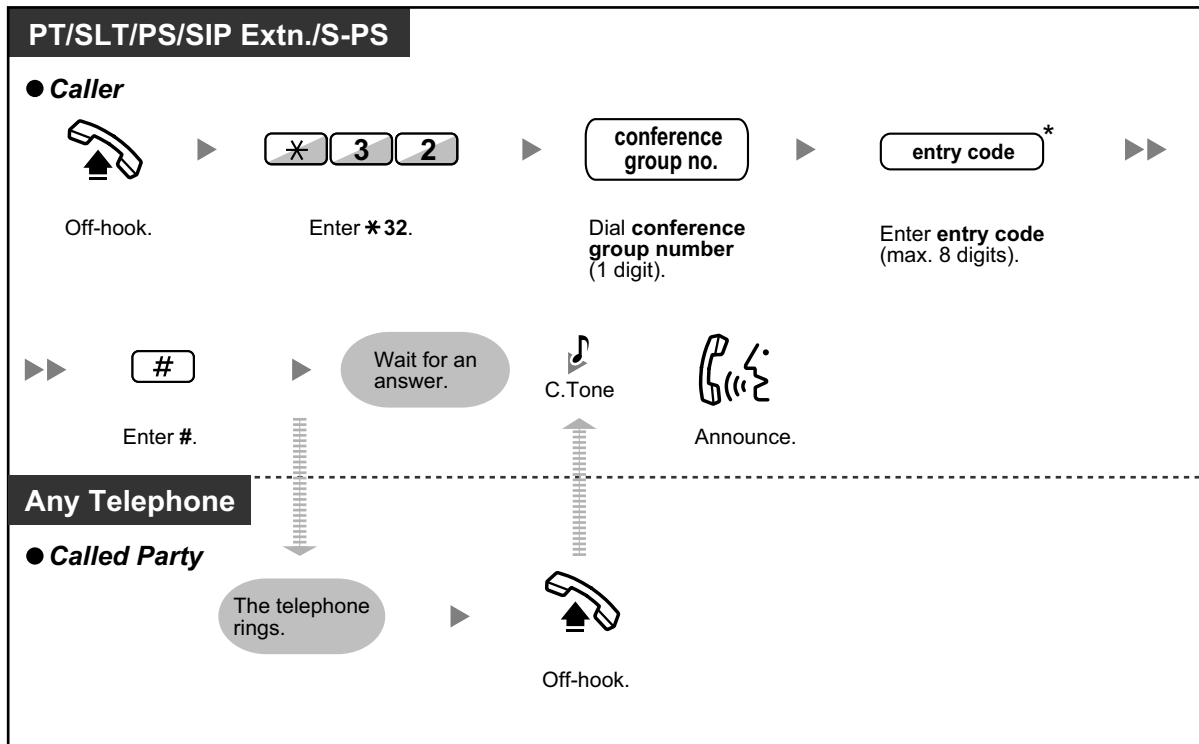 PT/SLT/PS/SIP Extn./S-PS
● Caller
* 3 2
conference
group no.
entry code*
Off-hook.
Enter *32.
Dial conference
group number
(1 digit).
Enter entry code
(max. 8 digits).
#
Wait for an
answer.
C.Tone
Enter #.
Announce.
Any Telephone
● Called Party
The telephone
rings.
Off-hook.